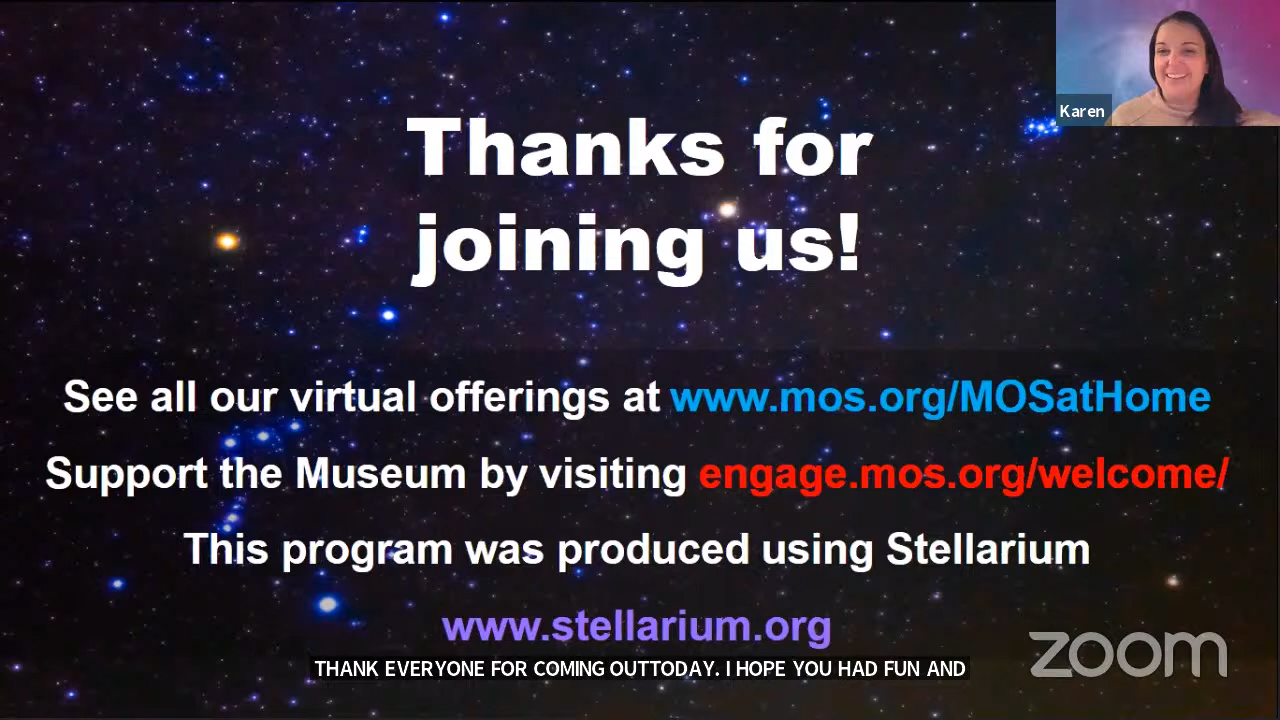 Karen
Thanks for
joining us!
See all our virtual offerings at www.mos.org/MOSatHome
Support the Museum by visiting engage.mos.org/welcome/
This program was produced using Stellarium
www.stellarium.org
zoom
THANK EVERYONE FOR COMING OUTTODAY. I HOPE YOU HAD FUN AND